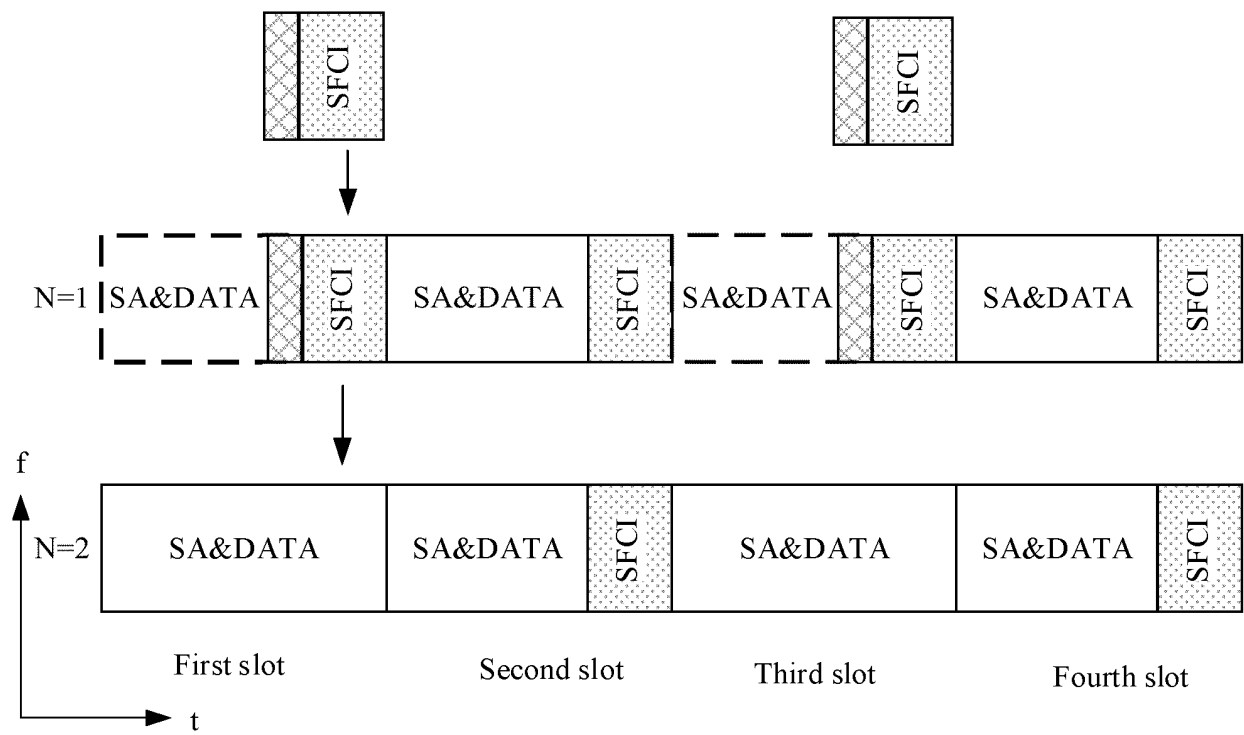 SFCI SFCI
N=1 SA&DATA SFCI SA&DATA SFCI SA&DATA SFCI SA&DATA SFCI
f
N=2 SA&DATA SA&DATA SFCI SA&DATA SA&DATA SFCI
First slot Second slot Third slot Fourth slot
t